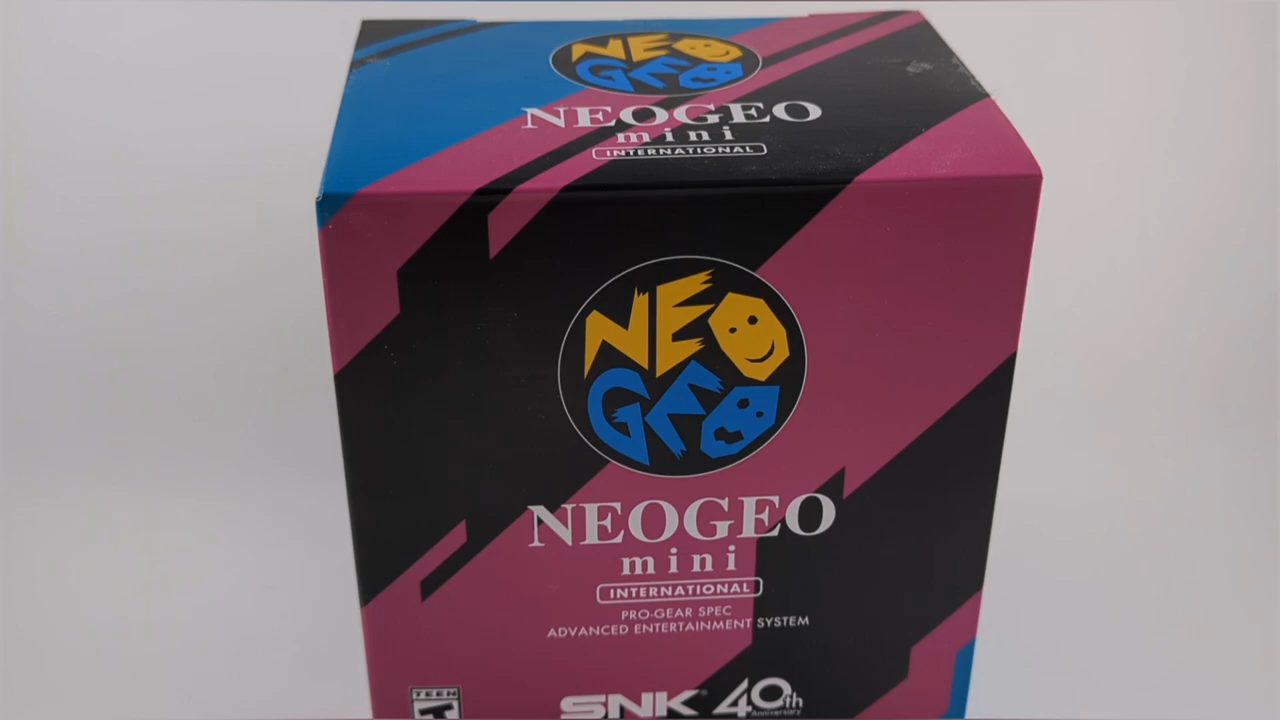 NEO
GEO
NEOGEO
mini
INTERNATIONAL
NEO
GEO
NEOGEO
mini
INTERNATIONAL
PRO-GEAR SPEC
ADVANCED ENTERTAINMENT SYSTEM
TEEN
T
SNK 40th
Anniversary